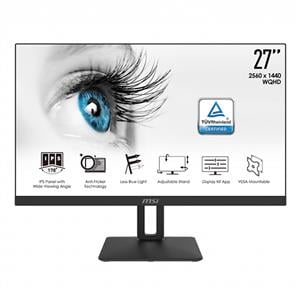 27"
2560 x 1440
WQHD
TÜVRheinland
CERTIFIED
178°
IPS Panel with
Wide Viewing Angle
Anti-Flicker
Technology
Less Blue Light
Adjustable Stand
Display Kit App
VESA Mountable
msi